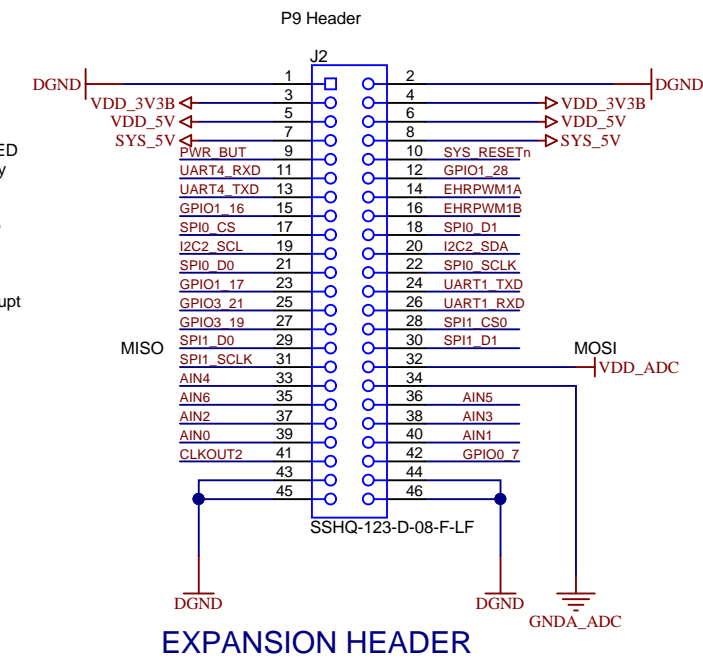 P9 Header
J2
DGND 1 2 DGND
VDD_3V3B 3 4 VDD_3V3B
VDD_5V 5 6 VDD_5V
SYS_5V 7 8 SYS_5V
ED
PWR_BUT 9 10 SYS_RESETn
y
UART4_RXD 11 12 GPIO1_28
UART4_TXD 13 14 EHRPWM1A
GPIO1_16 15 16 EHRPWM1B
SPI0_CS 17 18 SPI0_D1
I2C2_SCL 19 20 I2C2_SDA
SPI0_D0 21 22 SPI0_SCLK
GPIO1_17 23 24 UART1_TXD
upt
GPIO3_21 25 26 UART1_RXD
GPIO3_19 27 28 SPI1_CS0
MISO SPI1_D0 29 30 SPI1_D1 MOSI
SPI1_SCLK 31 32 VDD_ADC
AIN4 33 34
AIN6 35 36 AIN5
AIN2 37 38 AIN3
AIN0 39 40 AIN1
CLKOUT2 41 42 GPIO0_7
43 44
45 46
SSHQ-123-D-08-F-LF
DGND DGND
GNDA_ADC
EXPANSION HEADER